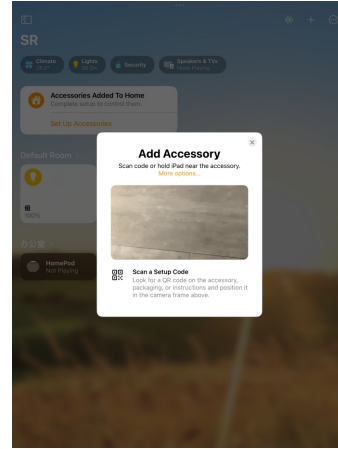 SR
Climate
Lights
Security
Speakers & TVs
Accessories Added To Home
Complete setup to control them.
Set Up Accessories
Default Room
100%
办公室
HomePod
Not Playing
Add Accessory
Scan code or hold iPad near the accessory.
More options...
Scan a Setup Code
Look for a QR code on the accessory,
packaging, or instructions and position it
in the camera frame above.